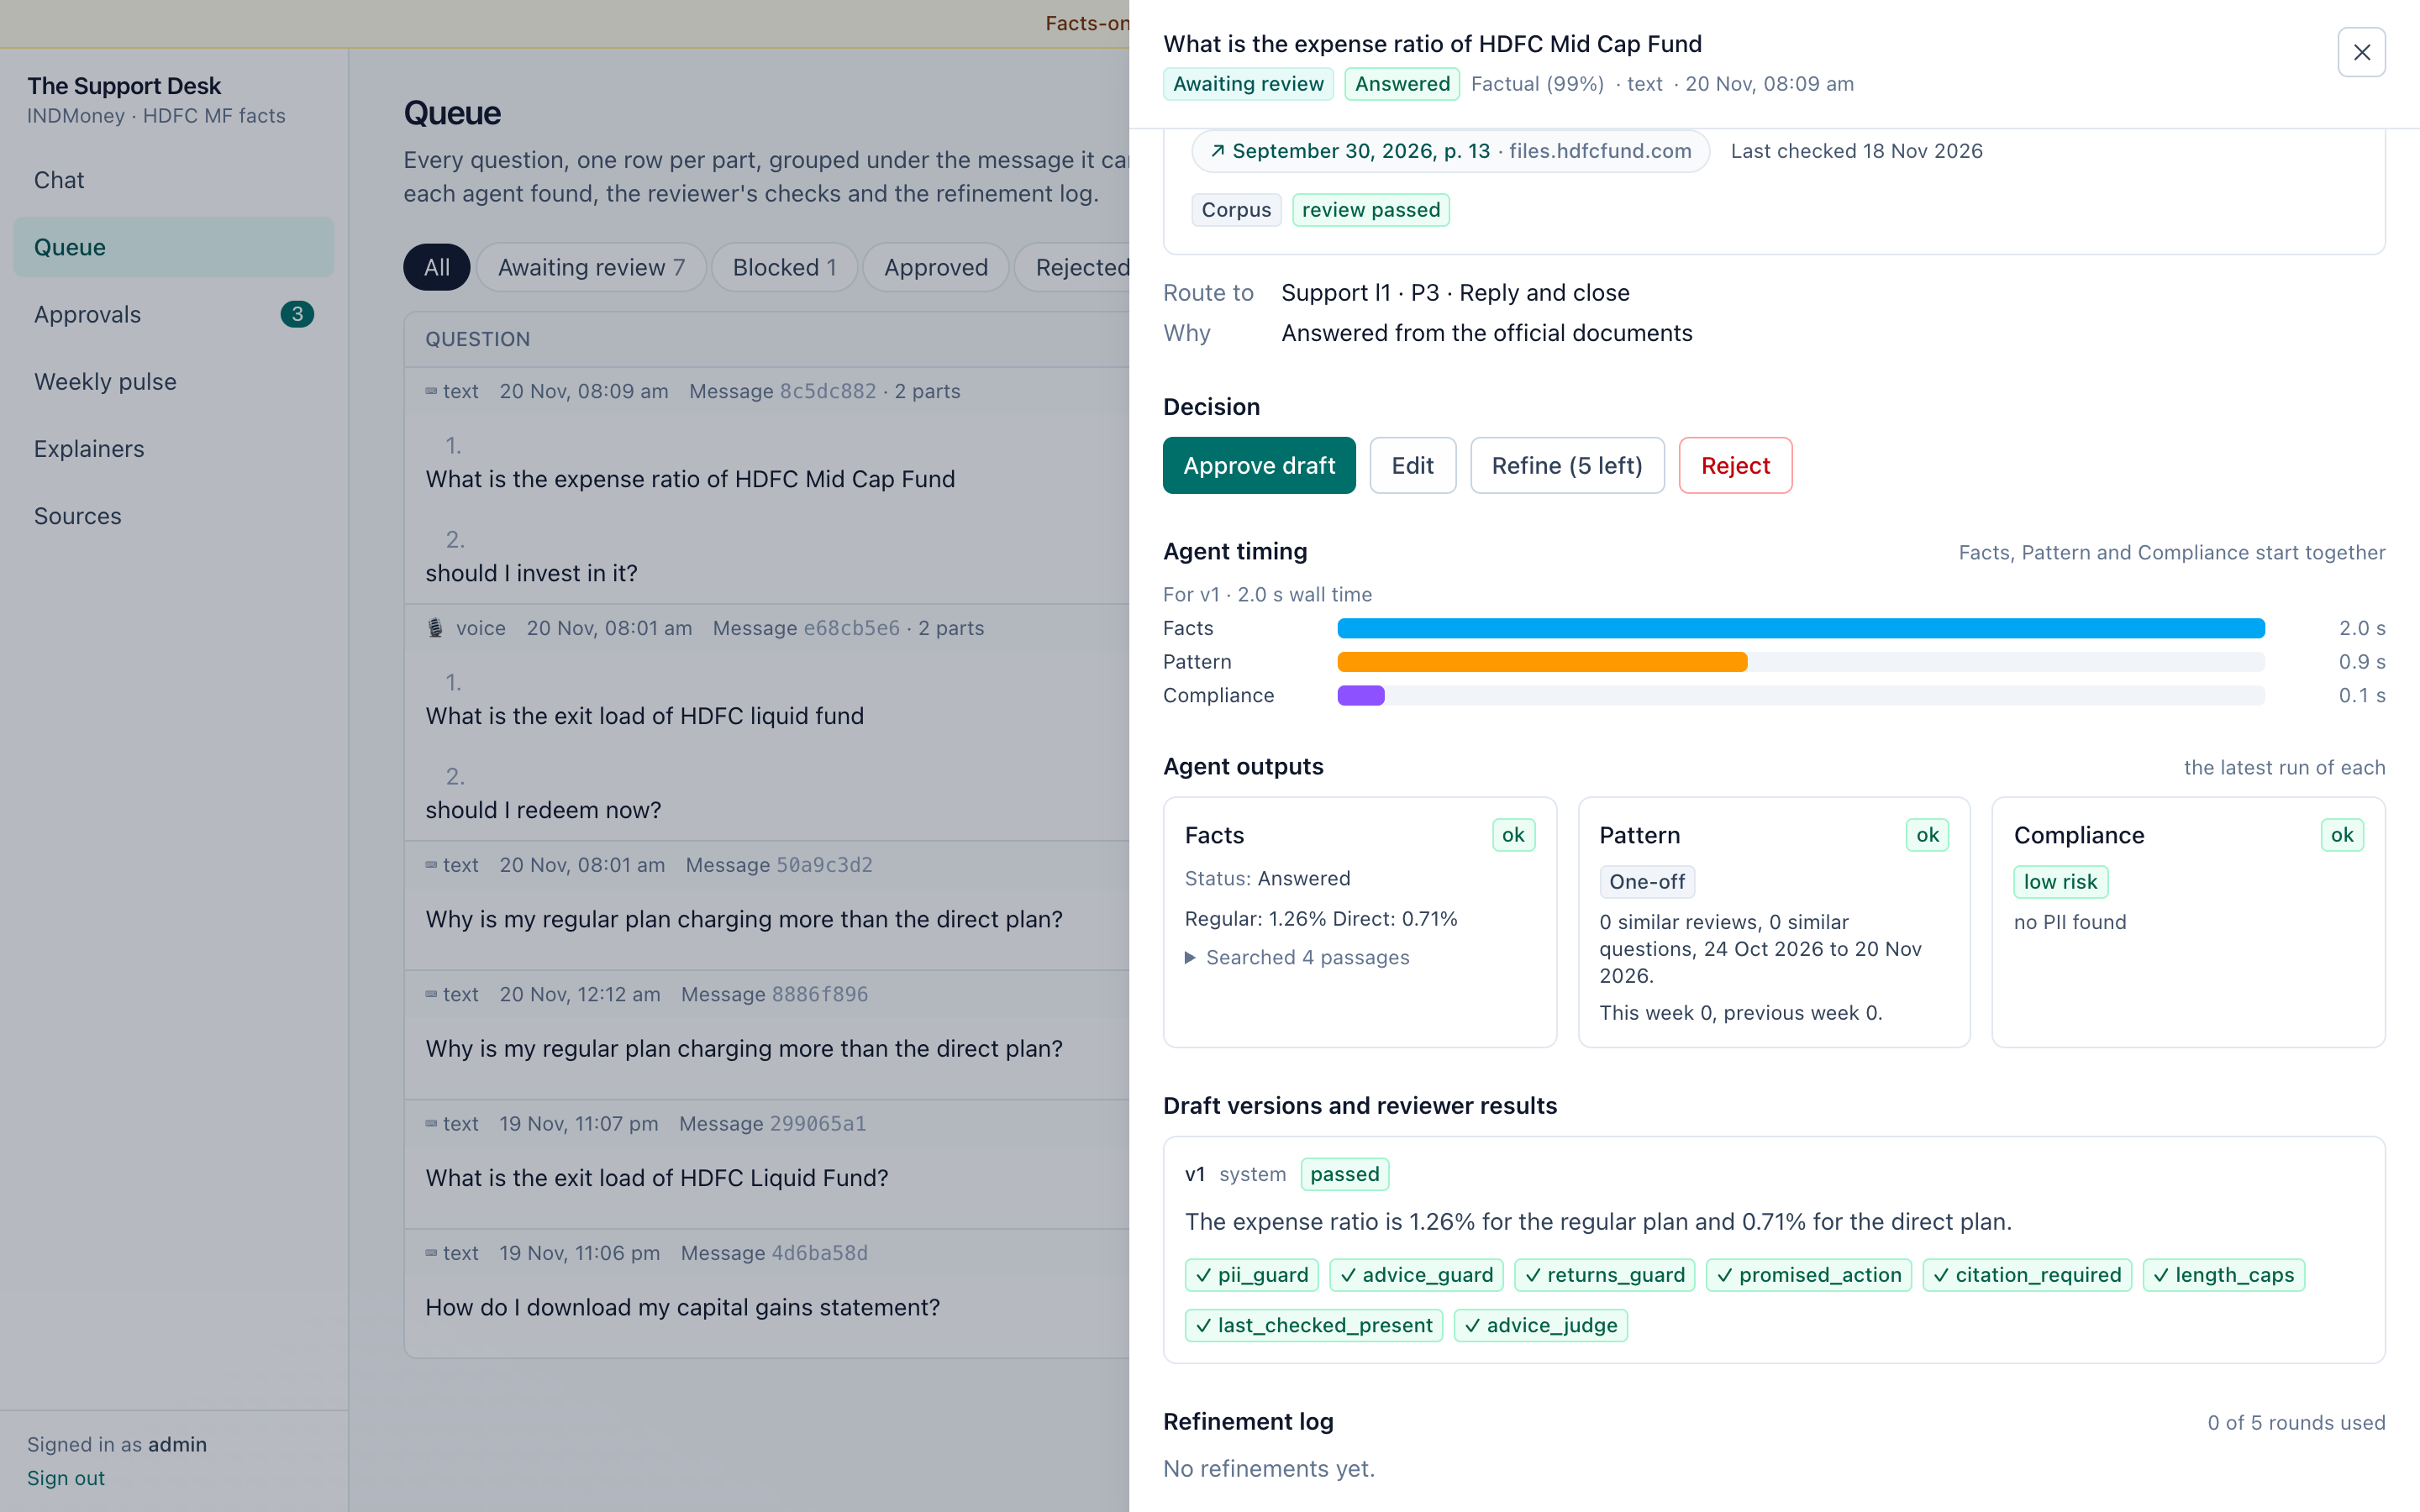 Facts-on
The Support Desk
INDMoney · HDFC MF facts
Chat
Queue
Approvals 3
Weekly pulse
Explainers
Sources
Signed in as admin
Sign out
Queue
Every question, one row per part, grouped under the message it ca
each agent found, the reviewer's checks and the refinement log.
All
Awaiting review 7
Blocked 1
Approved
Rejected
QUESTION
text 20 Nov, 08:09 am Message 8c5dc882 · 2 parts
1.
What is the expense ratio of HDFC Mid Cap Fund
2.
should I invest in it?
voice 20 Nov, 08:01 am Message e68cb5e6 · 2 parts
1.
What is the exit load of HDFC liquid fund
2.
should I redeem now?
text 20 Nov, 08:01 am Message 50a9c3d2
Why is my regular plan charging more than the direct plan?
text 20 Nov, 12:12 am Message 8886f896
Why is my regular plan charging more than the direct plan?
text 19 Nov, 11:07 pm Message 299065a1
What is the exit load of HDFC Liquid Fund?
text 19 Nov, 11:06 pm Message 4d6ba58d
How do I download my capital gains statement?
What is the expense ratio of HDFC Mid Cap Fund
Awaiting review Answered Factual (99%) · text · 20 Nov, 08:09 am
↗ September 30, 2026, p. 13 · files.hdfcfund.com Last checked 18 Nov 2026
Corpus review passed
Route to Support l1 · P3 · Reply and close
Why Answered from the official documents
Decision
Approve draft
Edit
Refine (5 left)
Reject
Agent timing Facts, Pattern and Compliance start together
For v1 · 2.0 s wall time
Facts 2.0 s
Pattern 0.9 s
Compliance 0.1 s
Agent outputs the latest run of each
Facts ok
Status: Answered
Regular: 1.26% Direct: 0.71%
▶ Searched 4 passages
Pattern ok
One-off
0 similar reviews, 0 similar
questions, 24 Oct 2026 to 20 Nov
2026.
This week 0, previous week 0.
Compliance ok
low risk
no PII found
Draft versions and reviewer results
v1 system passed
The expense ratio is 1.26% for the regular plan and 0.71% for the direct plan.
✓ pii_guard ✓ advice_guard ✓ returns_guard ✓ promised_action ✓ citation_required ✓ length_caps
✓ last_checked_present ✓ advice_judge
Refinement log 0 of 5 rounds used
No refinements yet.